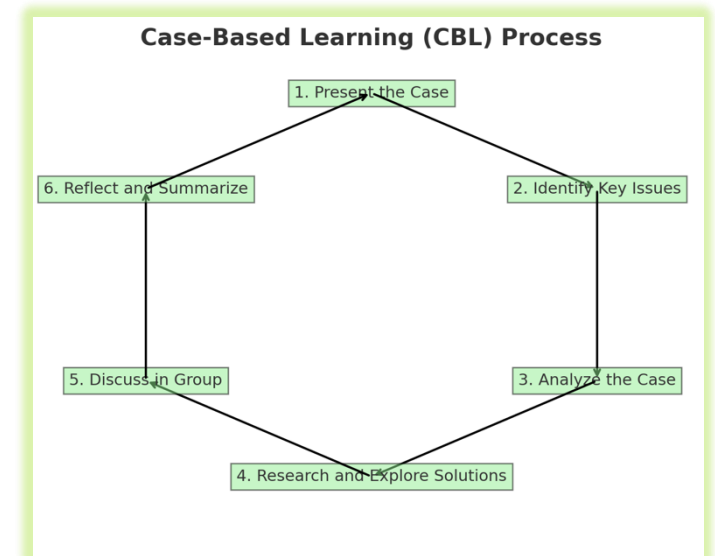 Case-Based Learning (CBL) Process
1. Present the Case
2. Identify Key Issues
3. Analyze the Case
4. Research and Explore Solutions
5. Discuss in Group
6. Reflect and Summarize